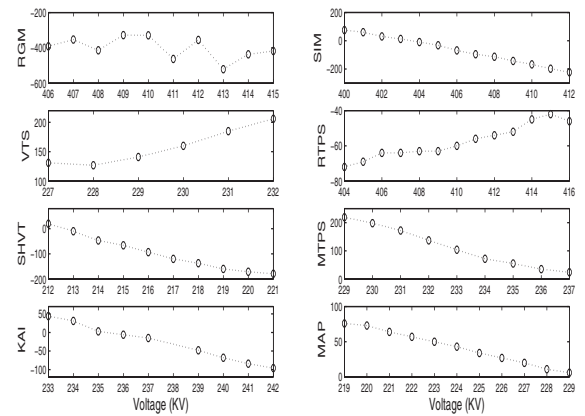 RGM
−200
−400
−600
406 407 408 409 410 411 412 413 414 415
SIM
0
−200
400 402 404 406 408 410 412
VTS
200
150
100
227 228 229 230 231 232
RTPS
−40
−60
−80
404 406 408 410 412 414 416
SHVT
0
−100
−200
212 213 214 215 216 217 218 219 220 221
MTPS
200
100
0
229 230 231 232 233 234 235 236 237
KAI
50
0
−50
−100
233 234 235 236 237 239 240 241 242
Voltage (KV)
MAP
100
50
0
219 220 221 222 223 224 225 226 227 228 229
Voltage (KV)